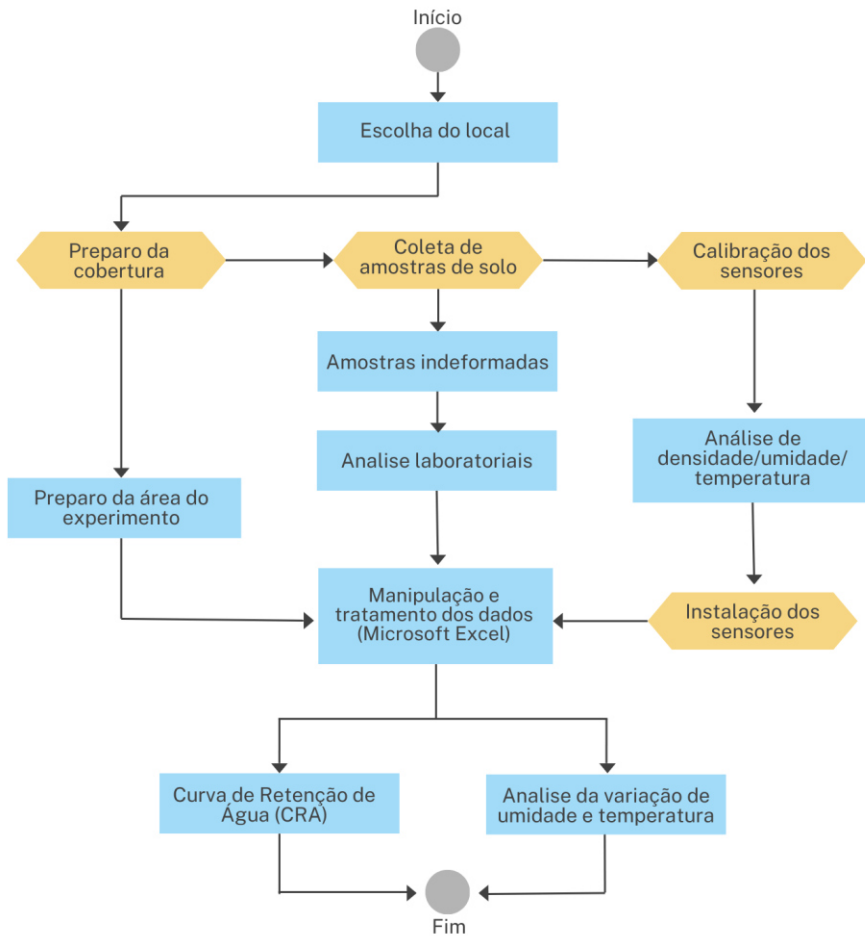 Início
Escolha do local
Preparo da
cobertura
Coleta de
amostras de solo
Calibração dos
sensores
Amostras indeformadas
Analise laboratoriais
Análise de
densidade/umidade/
temperatura
Preparo da área do
experimento
Manipulação e
tratamento dos dados
(Microsoft Excel)
Instalação dos
sensores
Curva de Retenção de
Água (CRA)
Analise da variação de
umidade e temperatura
Fim